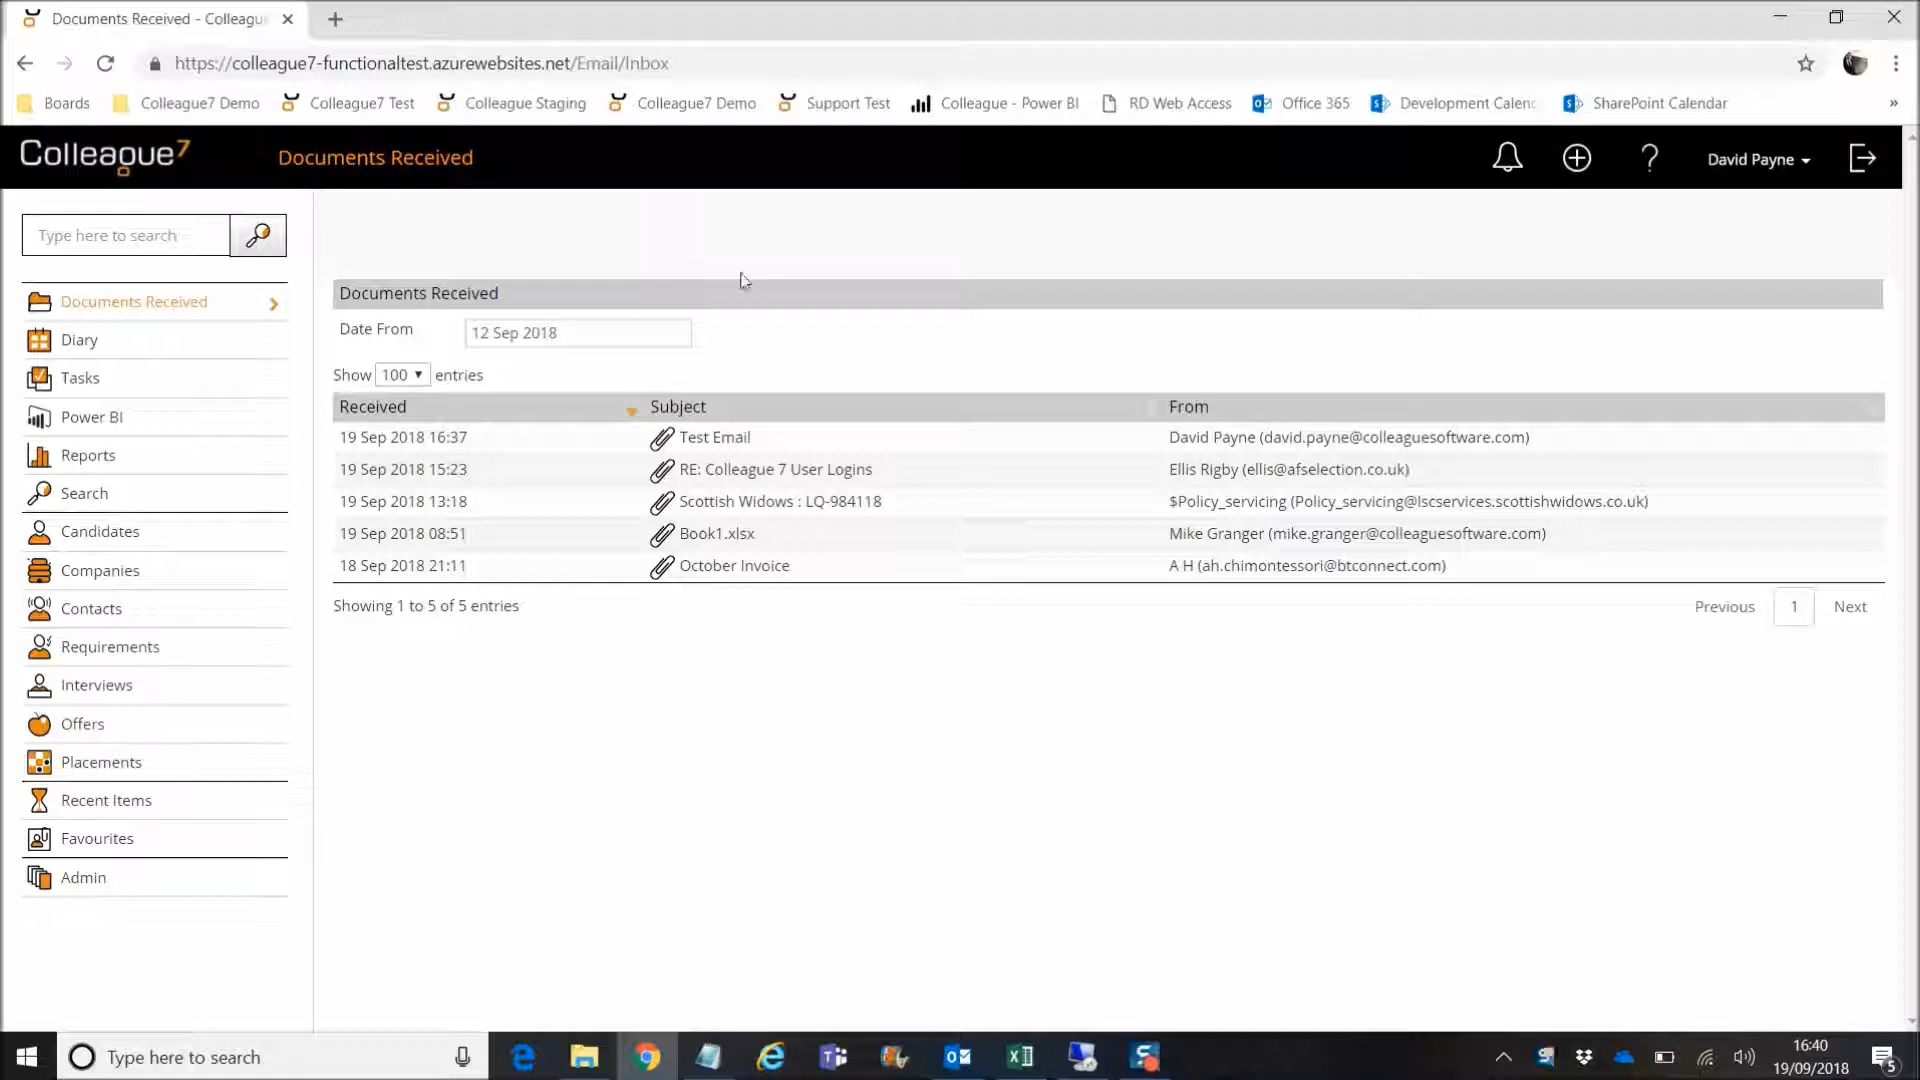 Documents Received - Colleagu
https://colleague7-functionaltest.azurewebsites.net/Email/Inbox
Boards Colleague7 Demo Colleague7 Test Colleague Staging Colleague7 Demo Support Test Colleague - Power BI RD Web Access Office 365 Development Calenc SharePoint Calendar »
Colleague7 Documents Received ? David Payne
Type here to search
Documents Received
Diary
Tasks
Power BI
Reports
Search
Candidates
Companies
Contacts
Requirements
Interviews
Offers
Placements
Recent Items
Favourites
Admin
Documents Received
Date From 12 Sep 2018
Show 100 entries
Received Subject From
19 Sep 2018 16:37 Test Email David Payne (david.payne@colleaguesoftware.com)
19 Sep 2018 15:23 RE: Colleague 7 User Logins Ellis Rigby (ellis@afselection.co.uk)
19 Sep 2018 13:18 Scottish Widows : LQ-984118 $Policy_servicing (Policy_servicing@lscservices.scottishwidows.co.uk)
19 Sep 2018 08:51 Book1.xlsx Mike Granger (mike.granger@colleaguesoftware.com)
18 Sep 2018 21:11 October Invoice A H (ah.chimontessori@btconnect.com)
Showing 1 to 5 of 5 entries Previous 1 Next
Type here to search
16:40
19/09/2018
5